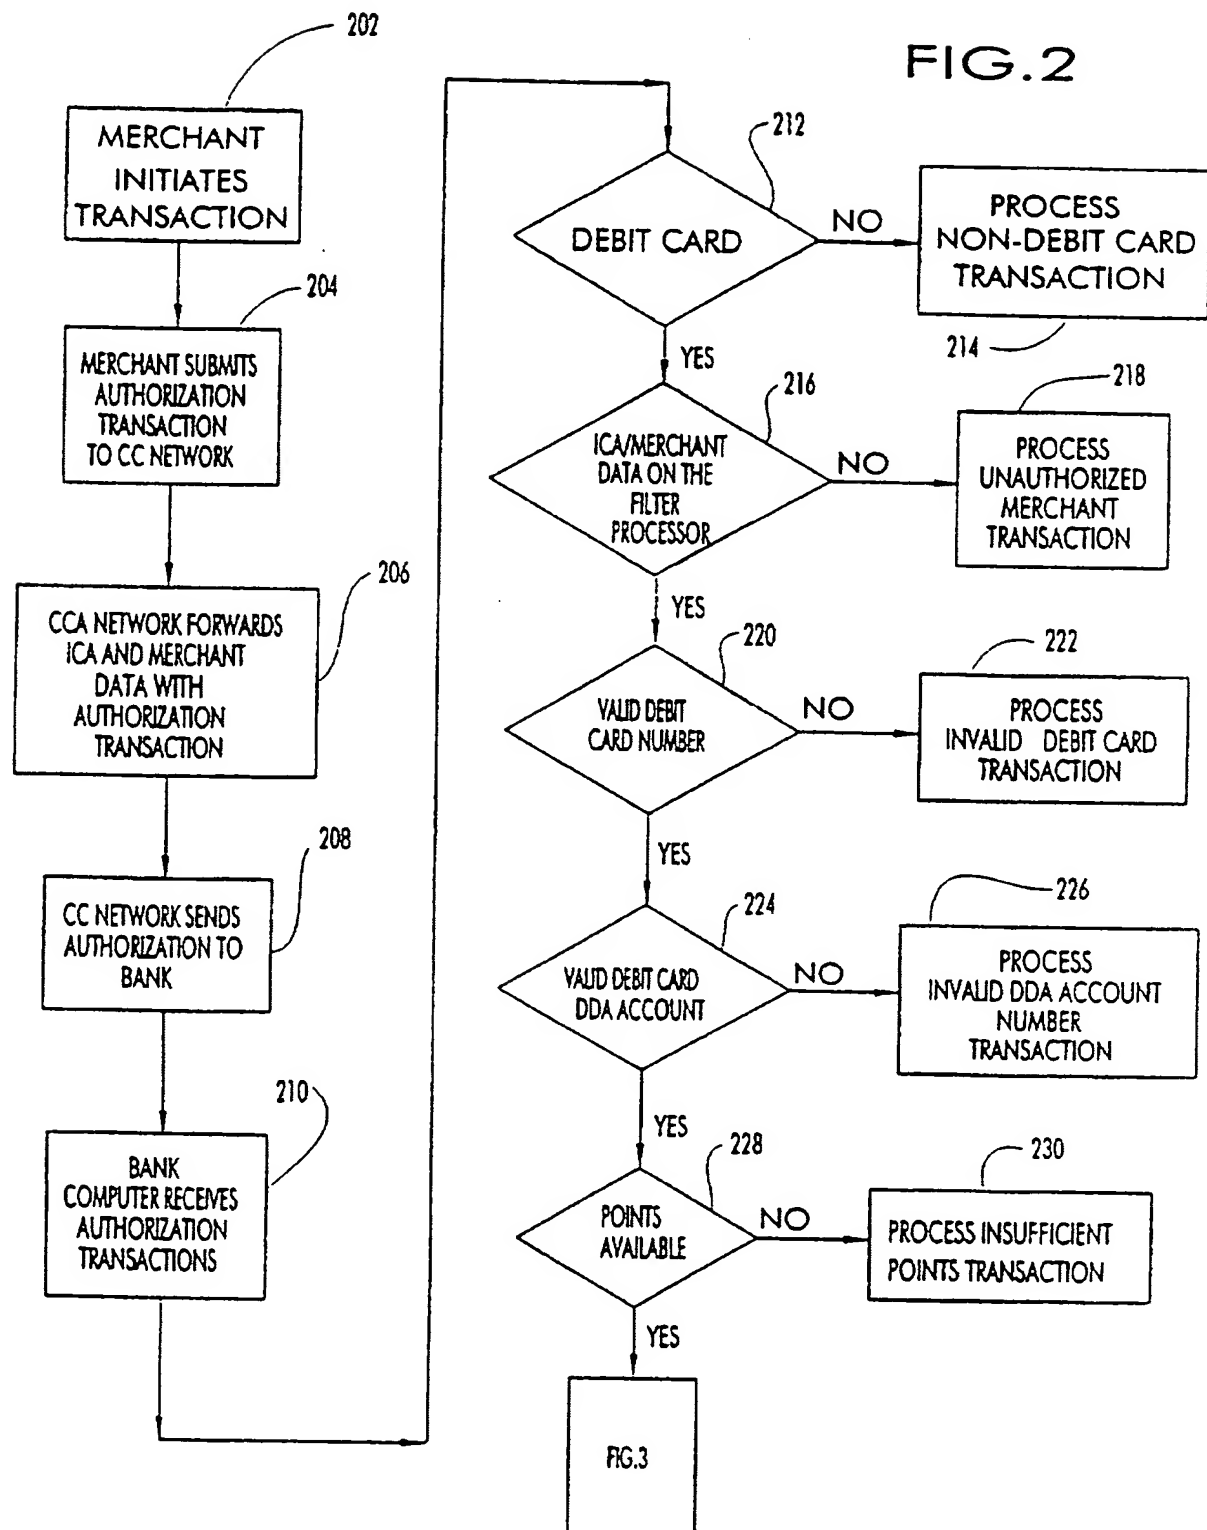 FIG.2
202
MERCHANT
INITIATES
TRANSACTION
204
MERCHANT SUBMITS
AUTHORIZATION
TRANSACTION
TO CC NETWORK
206
CCA NETWORK FORWARDS
ICA AND MERCHANT
DATA WITH
AUTHORIZATION
TRANSACTION
208
CC NETWORK SENDS
AUTHORIZATION TO
BANK
210
BANK
COMPUTER RECEIVES
AUTHORIZATION
TRANSACTIONS
212
DEBIT CARD
NO
PROCESS
NON-DEBIT CARD
TRANSACTION
214
YES
216
ICA/MERCHANT
DATA ON THE
FILTER
PROCESSOR
NO
218
PROCESS
UNAUTHORIZED
MERCHANT
TRANSACTION
YES
220
VALID DEBIT
CARD NUMBER
NO
222
PROCESS
INVALID DEBIT CARD
TRANSACTION
YES
224
VALID DEBIT CARD
DDA ACCOUNT
NO
226
PROCESS
INVALID DDA ACCOUNT
NUMBER
TRANSACTION
YES
228
POINTS
AVAILABLE
NO
230
PROCESS INSUFFICIENT
POINTS TRANSACTION
YES
FIG.3